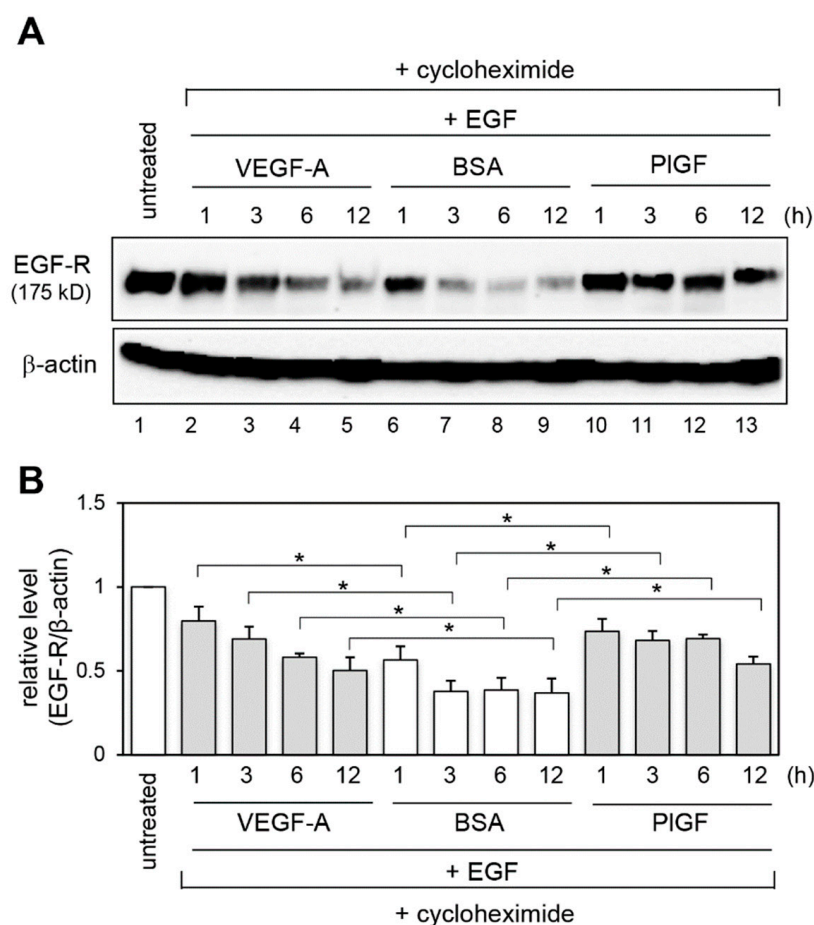 A
+ cycloheximide
+ EGF
untreated
VEGF-A BSA PlGF
1 3 6 12 1 3 6 12 1 3 6 12 (h)
EGF-R
(175 kD)
β-actin
1 2 3 4 5 6 7 8 9 10 11 12 13
B
relative level
(EGF-R/β-actin)
1.5
1
0.5
0
* * * *
* * * *
1 3 6 12 1 3 6 12 1 3 6 12 (h)
untreated
VEGF-A BSA PlGF
+ EGF
+ cycloheximide